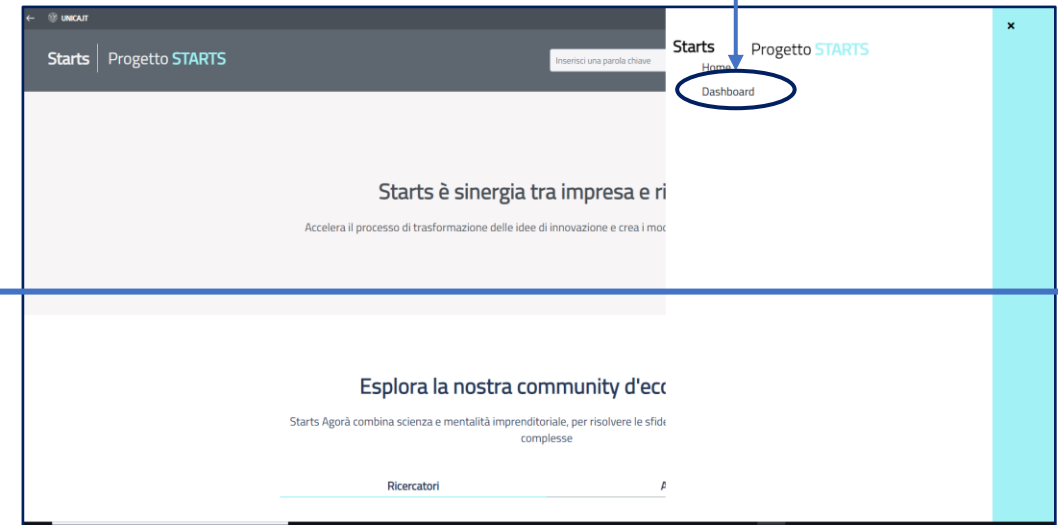 UNICA.IT
×
Starts Progetto STARTS
Inserisci una parola chiave
Starts Progetto STARTS
Home
Dashboard
Starts è sinergia tra impresa e ri
Accelera il processo di trasformazione delle idee di innovazione e crea i mod
Esplora la nostra community d'eco
Starts Agorà combina scienza e mentalità imprenditoriale, per risolvere le sfide
complesse
Ricercatori
A